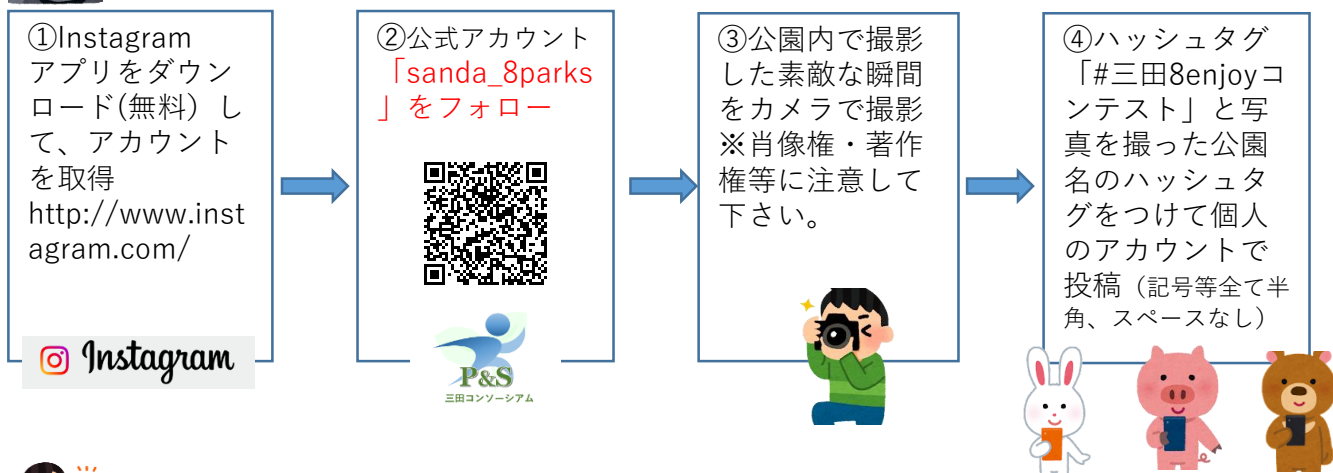 ①Instagram
アプリをダウン
ロード(無料）し
て、アカウント
を取得
http://www.inst
agram.com/
Instagram
②公式アカウント
「sanda_8parks
」をフォロー
P&S
三田コンソーシアム
③公園内で撮影
した素敵な瞬間
をカメラで撮影
※肖像権・著作
権等に注意して
下さい。
④ハッシュタグ
「#三田8enjoyコ
ンテスト」と写
真を撮った公園
名のハッシュタ
グをつけて個人
のアカウントで
投稿（記号等全て半
角、スペースなし）